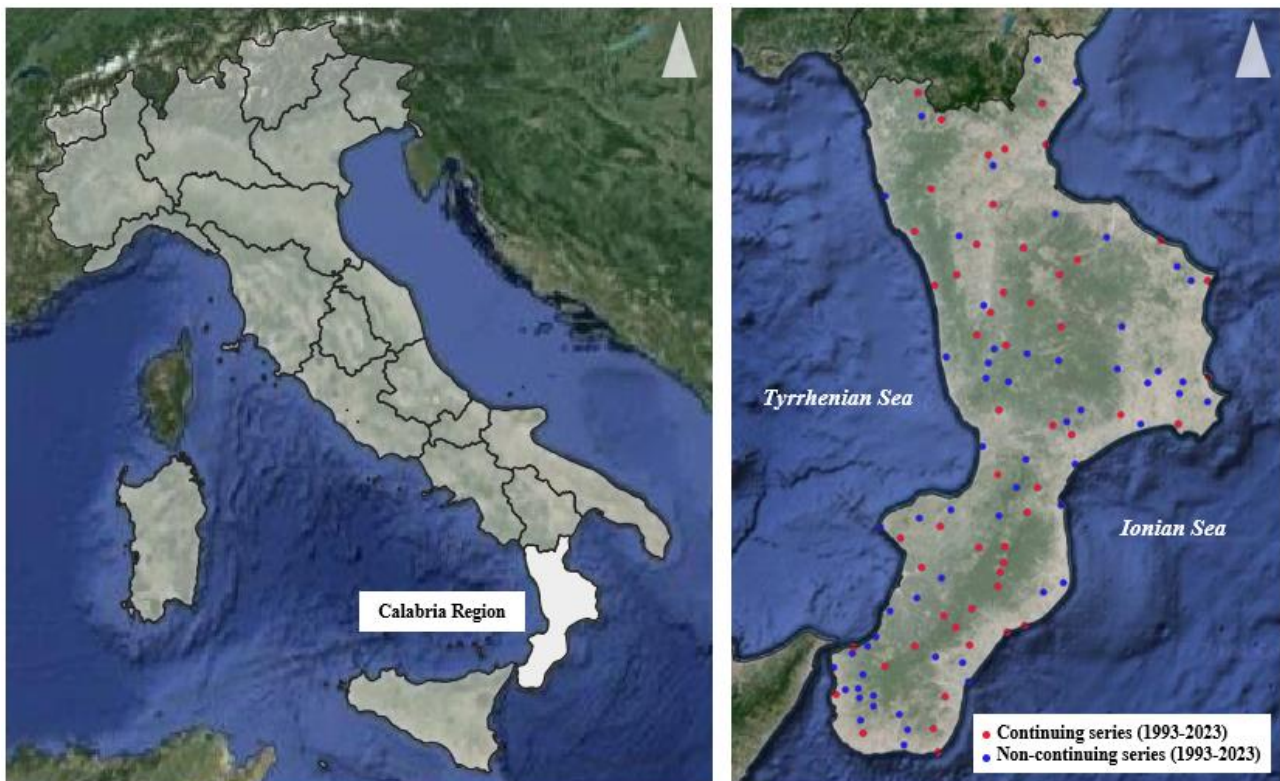 Calabria Region
Tyrrhenian Sea
Ionian Sea
Continuing series (1993-2023)
Non-continuing series (1993-2023)